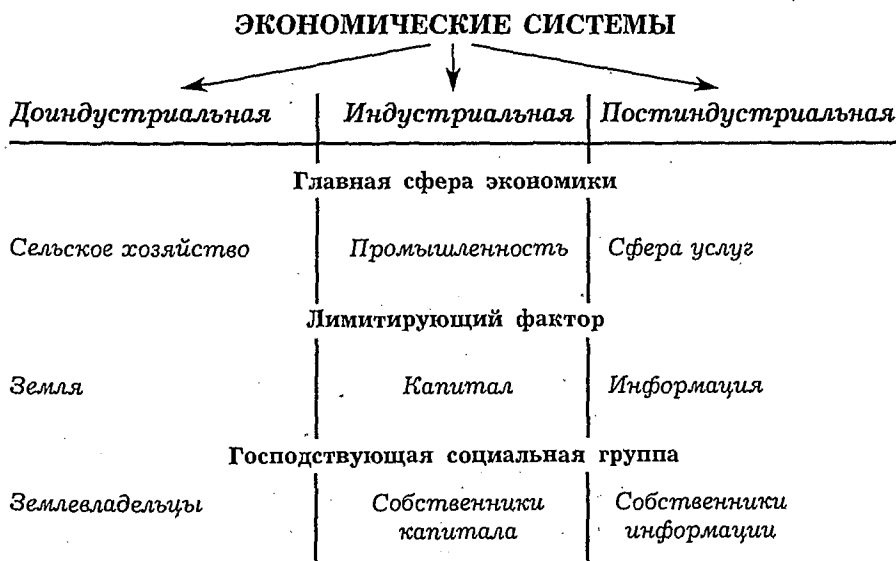 ЭКОНОМИЧЕСКИЕ СИСТЕМЫ
Доиндустриальная Индустриальная Постиндустриальная
Главная сфера экономики
Сельское хозяйство Промышленность Сфера услуг
Лимитирующий фактор
Земля Капитал Информация
Господствующая социальная группа
Землевладельцы Собственники Собственники
капитала информации